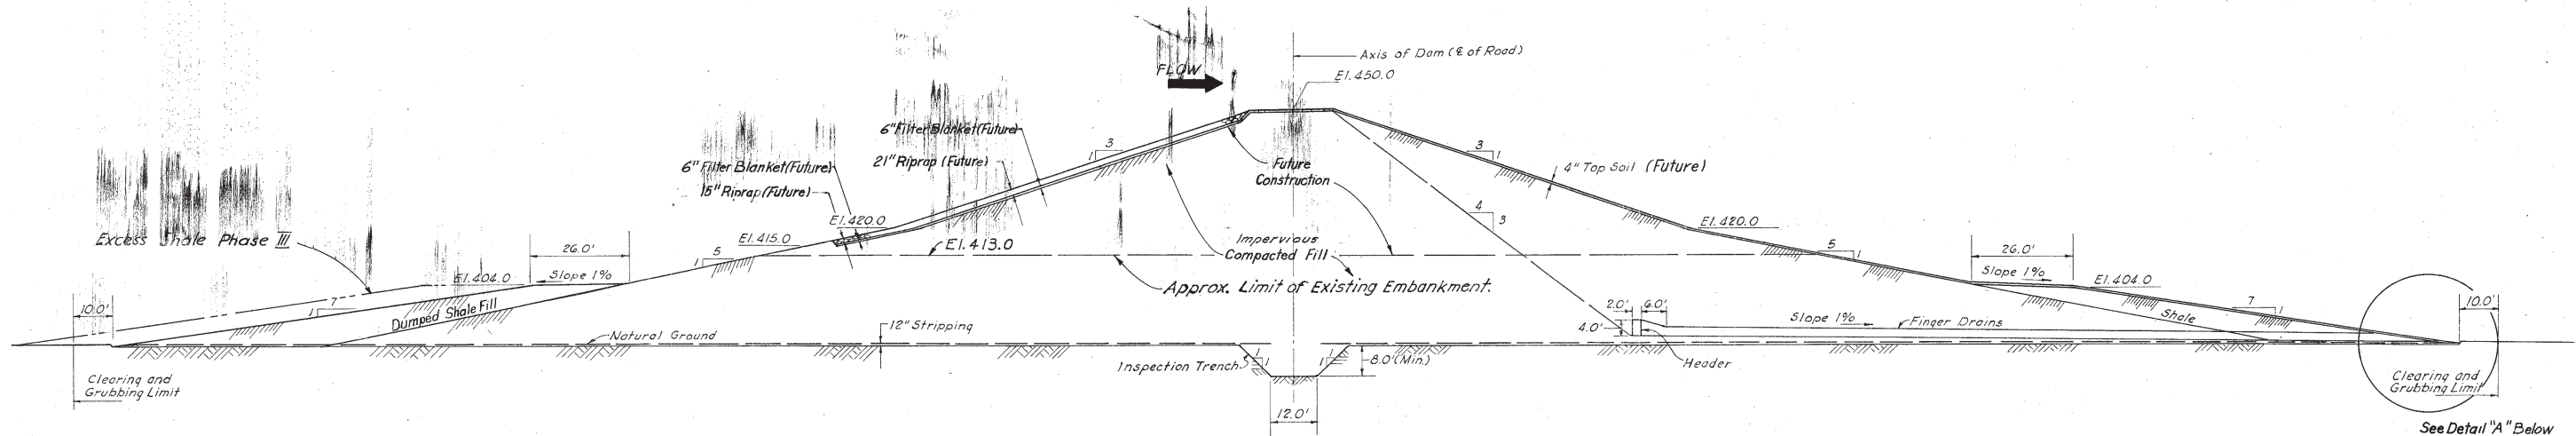 Axis of Dam (℄ of Road)
FLOW
El. 450.0
6" Filter Blanket (Future)
21" Riprap (Future)
6" Filter Blanket (Future)
15" Riprap (Future)
3
1
Future
Construction
3
1
4" Top Soil (Future)
El. 420.0
El. 415.0
El. 413.0
Impervious
Compacted Fill
Approx. Limit of Existing Embankment.
4
3
El. 420.0
5
1
5
1
Excess Shale Phase III
26.0'
El. 404.0
Slope 1%
26.0'
Slope 1%
El. 404.0
10.0'
7
1
Dumped Shale Fill
Natural Ground
12" Stripping
2.0'
6.0'
4.0'
Slope 1%
Finger Drains
Shale
7
1
10.0'
Inspection Trench
1
1
1
1
8.0' (Min.)
Header
12.0'
Clearing and
Grubbing Limit
Clearing and
Grubbing Limit
See Detail "A" Below